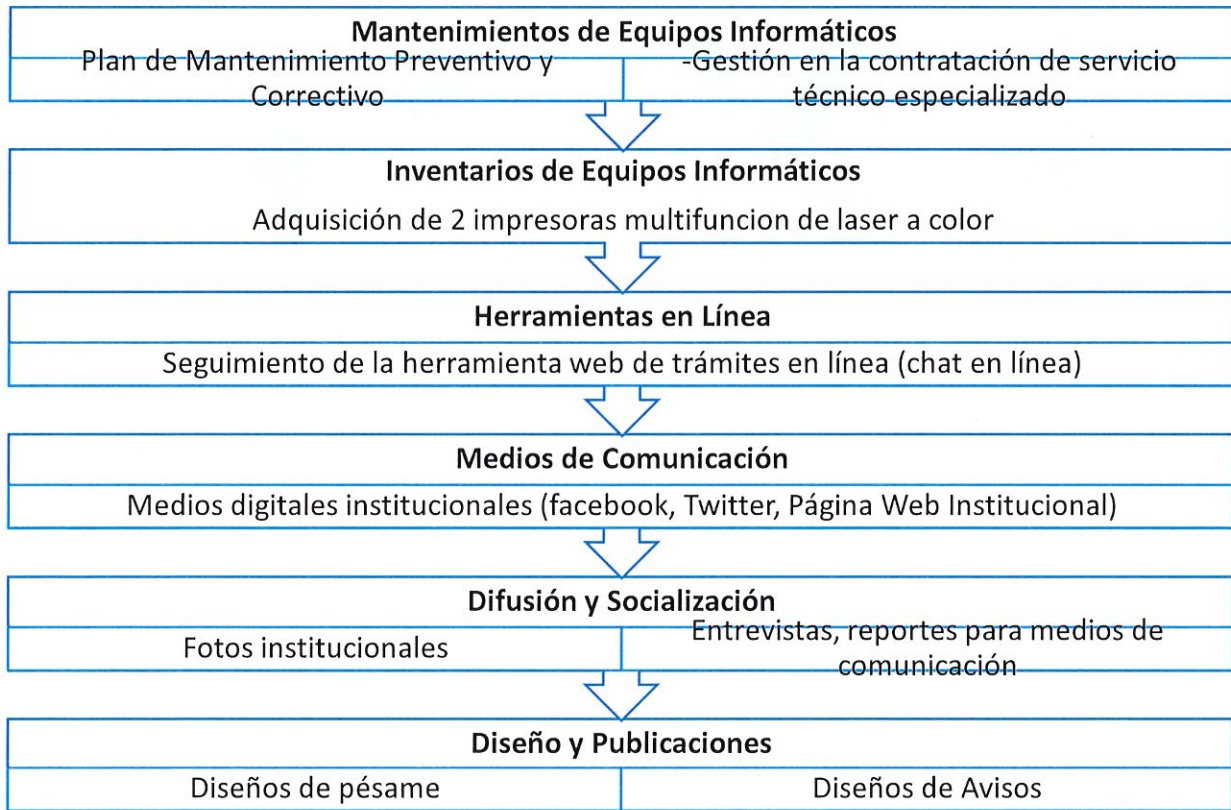 Mantenimientos de Equipos Informáticos
Plan de Mantenimiento Preventivo y
Correctivo
-Gestión en la contratación de servicio
técnico especializado
Inventarios de Equipos Informáticos
Adquisición de 2 impresoras multifuncion de laser a color
Herramientas en Línea
Seguimiento de la herramienta web de trámites en línea (chat en línea)
Medios de Comunicación
Medios digitales institucionales (facebook, Twitter, Página Web Institucional)
Difusión y Socialización
Fotos institucionales
Entrevistas, reportes para medios de
comunicación
Diseño y Publicaciones
Diseños de pésame
Diseños de Avisos